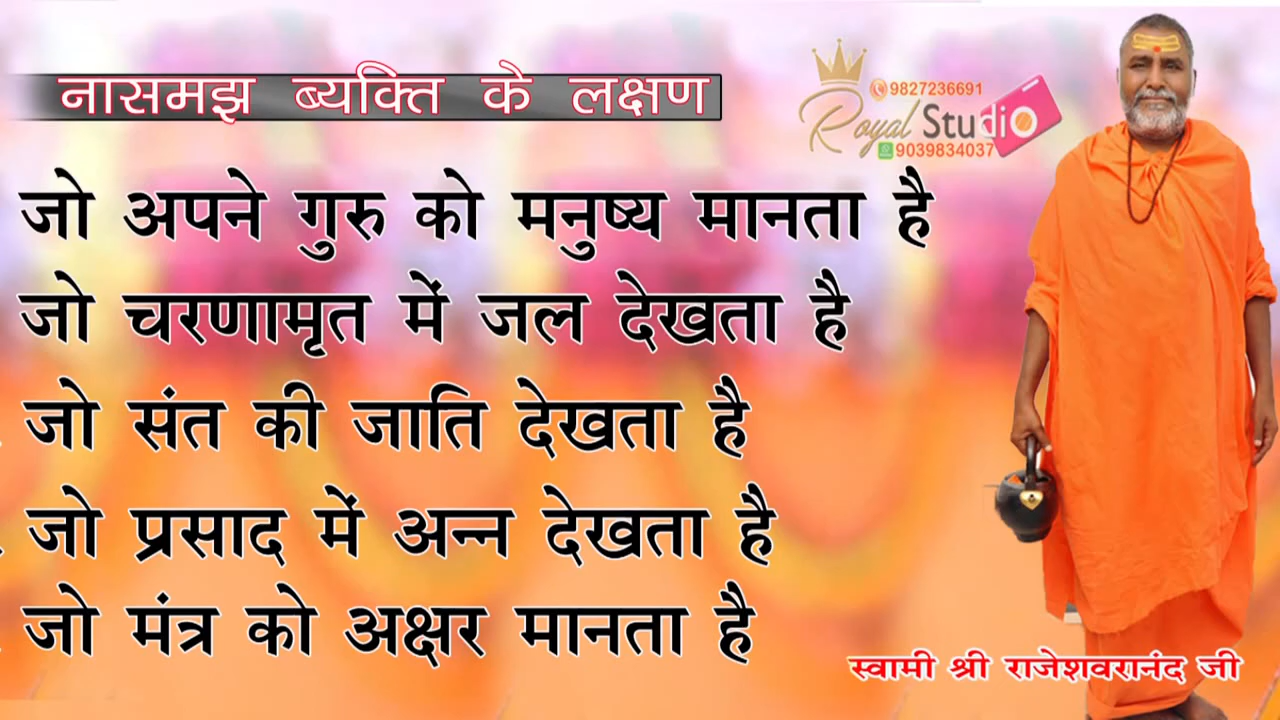 नासमझ ब्यक्ति के लक्षण
9827236691
Royal Studio
9039834037
जो अपने गुरु को मनुष्य मानता है
जो चरणामृत में जल देखता है
जो संत की जाति देखता है
जो प्रसाद में अन्न देखता है
जो मंत्र को अक्षर मानता है
स्वामी श्री राजेशवरानंद जी